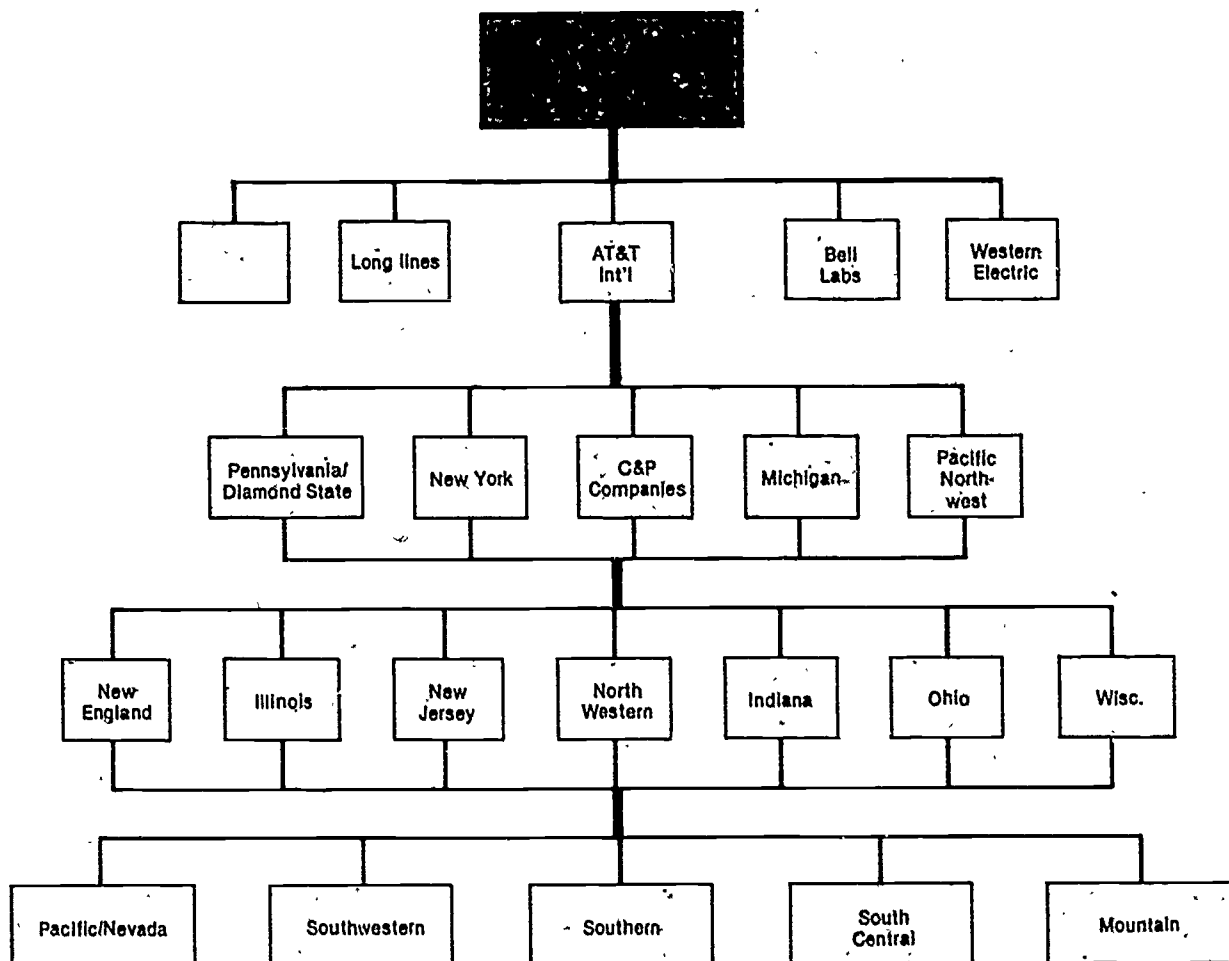 Long lines
AT&T
Int'l
Bell
Labs
Western
Electric
Pennsylvania/
Diamond State
New York
C&P
Companies
Michigan
Pacific
North-
west
New
England
Illinois
New
Jersey
North
Western
Indiana
Ohio
Wisc.
Pacific/Nevada
Southwestern
Southern
South
Central
Mountain